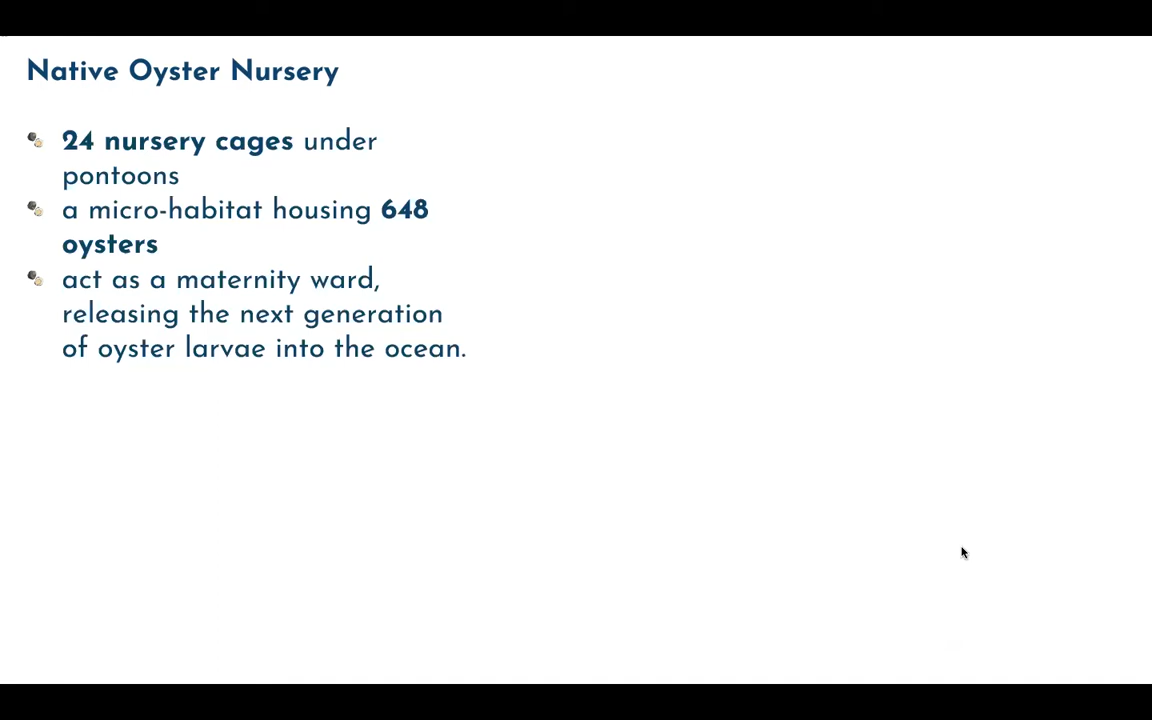 Native Oyster Nursery
24 nursery cages under
pontoons
a micro-habitat housing 648
oysters
act as a maternity ward,
releasing the next generation
of oyster larvae into the ocean.